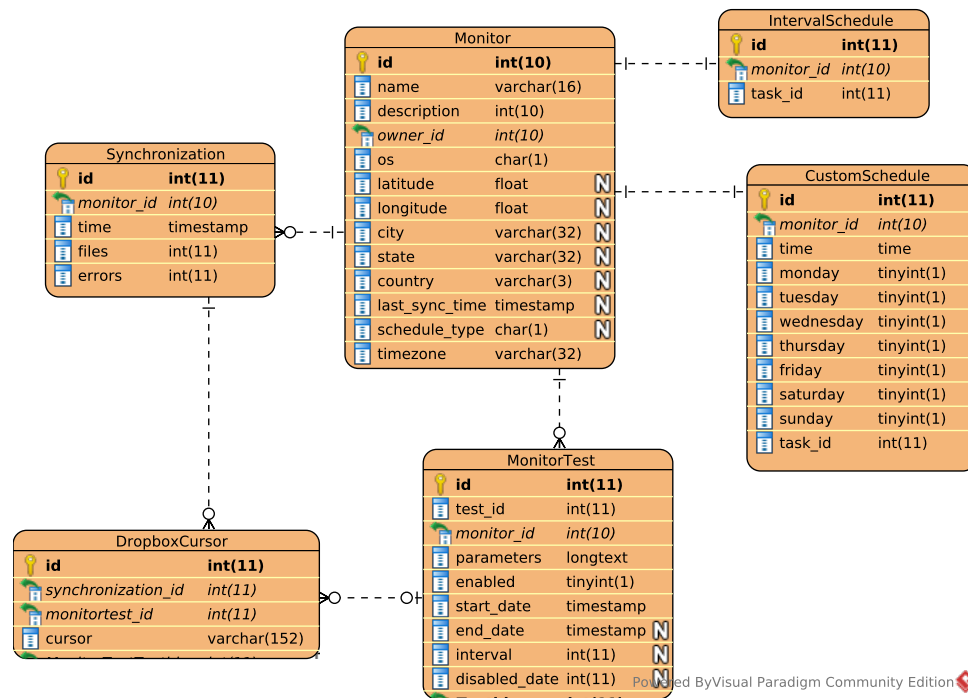 IntervalSchedule
id int(11)
monitor_id int(10)
task_id int(11)
Monitor
id int(10)
name varchar(16)
description int(10)
owner_id int(10)
os char(1)
latitude float N
longitude float N
city varchar(32) N
state varchar(32) N
country varchar(3) N
last_sync_time timestamp N
schedule_type char(1) N
timezone varchar(32)
Synchronization
id int(11)
monitor_id int(10)
time timestamp
files int(11)
errors int(11)
CustomSchedule
id int(11)
monitor_id int(10)
time time
monday tinyint(1)
tuesday tinyint(1)
wednesday tinyint(1)
thursday tinyint(1)
friday tinyint(1)
saturday tinyint(1)
sunday tinyint(1)
task_id int(11)
MonitorTest
id int(11)
test_id int(11)
monitor_id int(10)
parameters longtext
enabled tinyint(1)
start_date timestamp
end_date timestamp N
interval int(11) N
disabled_date int(11) N
DropboxCursor
id int(11)
synchronization_id int(11)
monitortest_id int(11)
cursor varchar(152)
Powered ByVisual Paradigm Community Edition